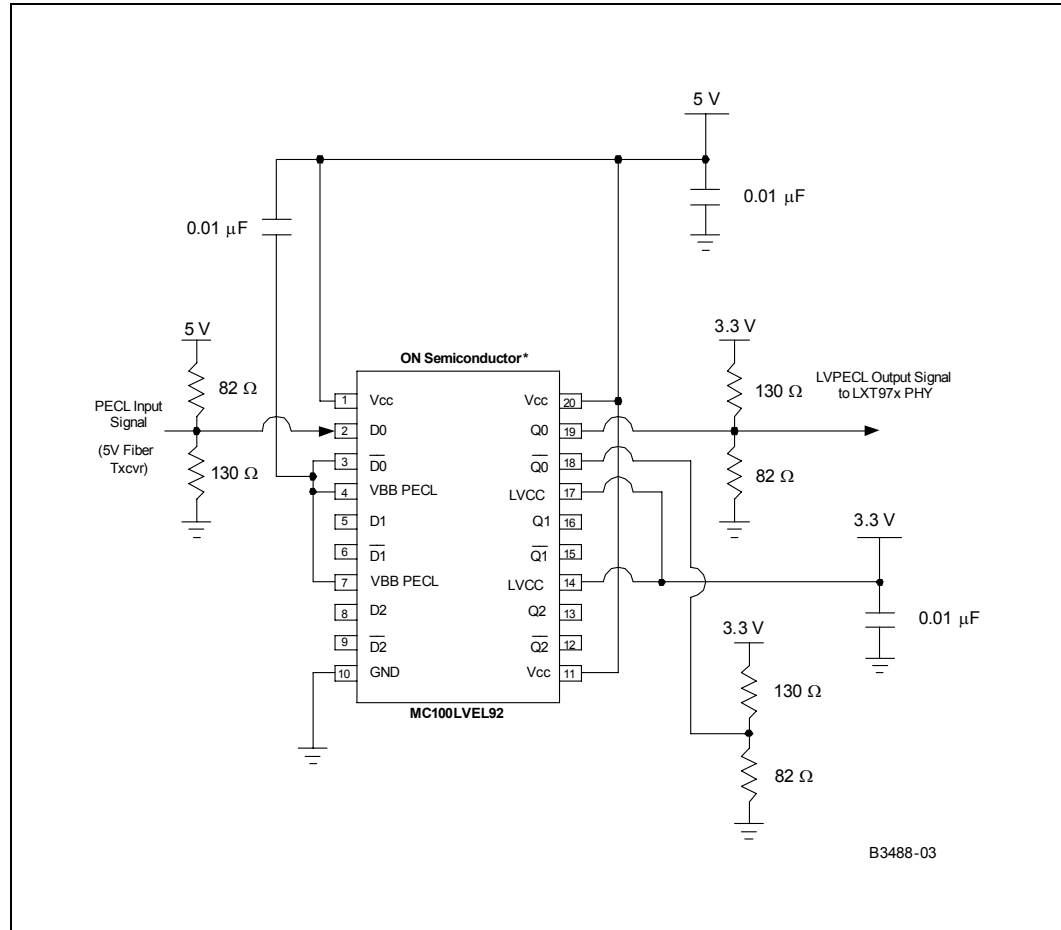 5 V
0.01 μF
0.01 μF
5 V
82 Ω
PECL Input
Signal
(5V Fiber
Txcvr)
130 Ω
ON Semiconductor*
1 Vcc
2 D0
3 D0
4 VBB PECL
5 D1
6 D1
7 VBB PECL
8 D2
9 D2
10 GND
Vcc 20
Q0 19
Q0 18
LVCC 17
Q1 16
Q1 15
LVCC 14
Q2 13
Q2 12
Vcc 11
MC100LVEL92
3.3 V
130 Ω
LVPECL Output Signal
to LXT97x PHY
82 Ω
3.3 V
0.01 μF
3.3 V
130 Ω
82 Ω
B3488-03